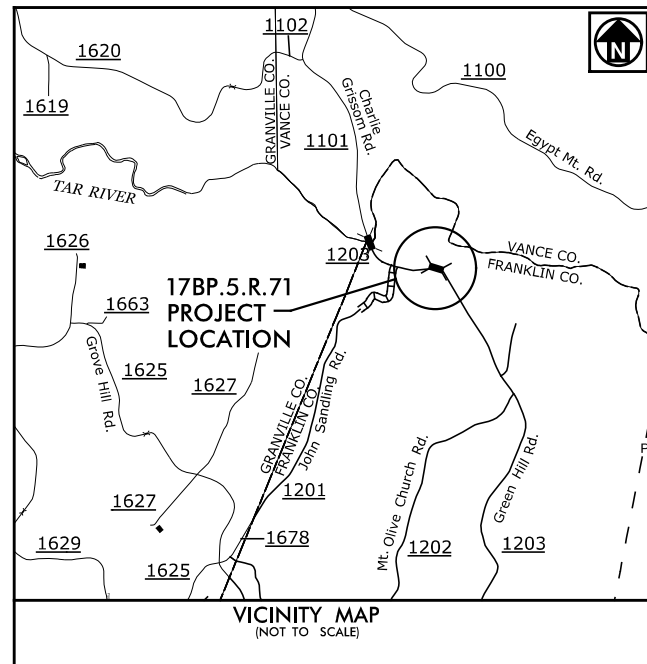 1102
1620
1100
N
1619
GRANVILLE CO.
VANCE CO.
1101
Charlie
Grissom Rd.
Egypt Mt. Rd.
TAR RIVER
1626
1203
VANCE CO.
FRANKLIN CO.
17BP.5.R.71
PROJECT
LOCATION
1663
1625
1627
Grove Hill Rd.
GRANVILLE CO.
FRANKLIN CO.
John Sandling Rd.
P
1627
1201
Mt. Olive Church Rd.
Green Hill Rd.
1629
1625
1678
1202
1203
VICINITY MAP
(NOT TO SCALE)